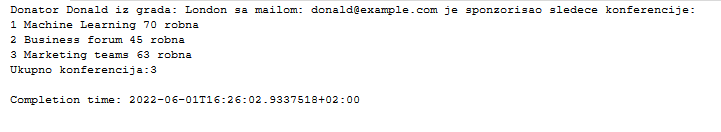 Donator Donald iz grada: London sa mailom: donald@example.com je sponzorisao sledece konferencije:
1 Machine Learning 70 robna
2 Business forum 45 robna
3 Marketing teams 63 robna
Ukupno konferencija:3
Completion time: 2022-06-01T16:26:02.9337518+02:00